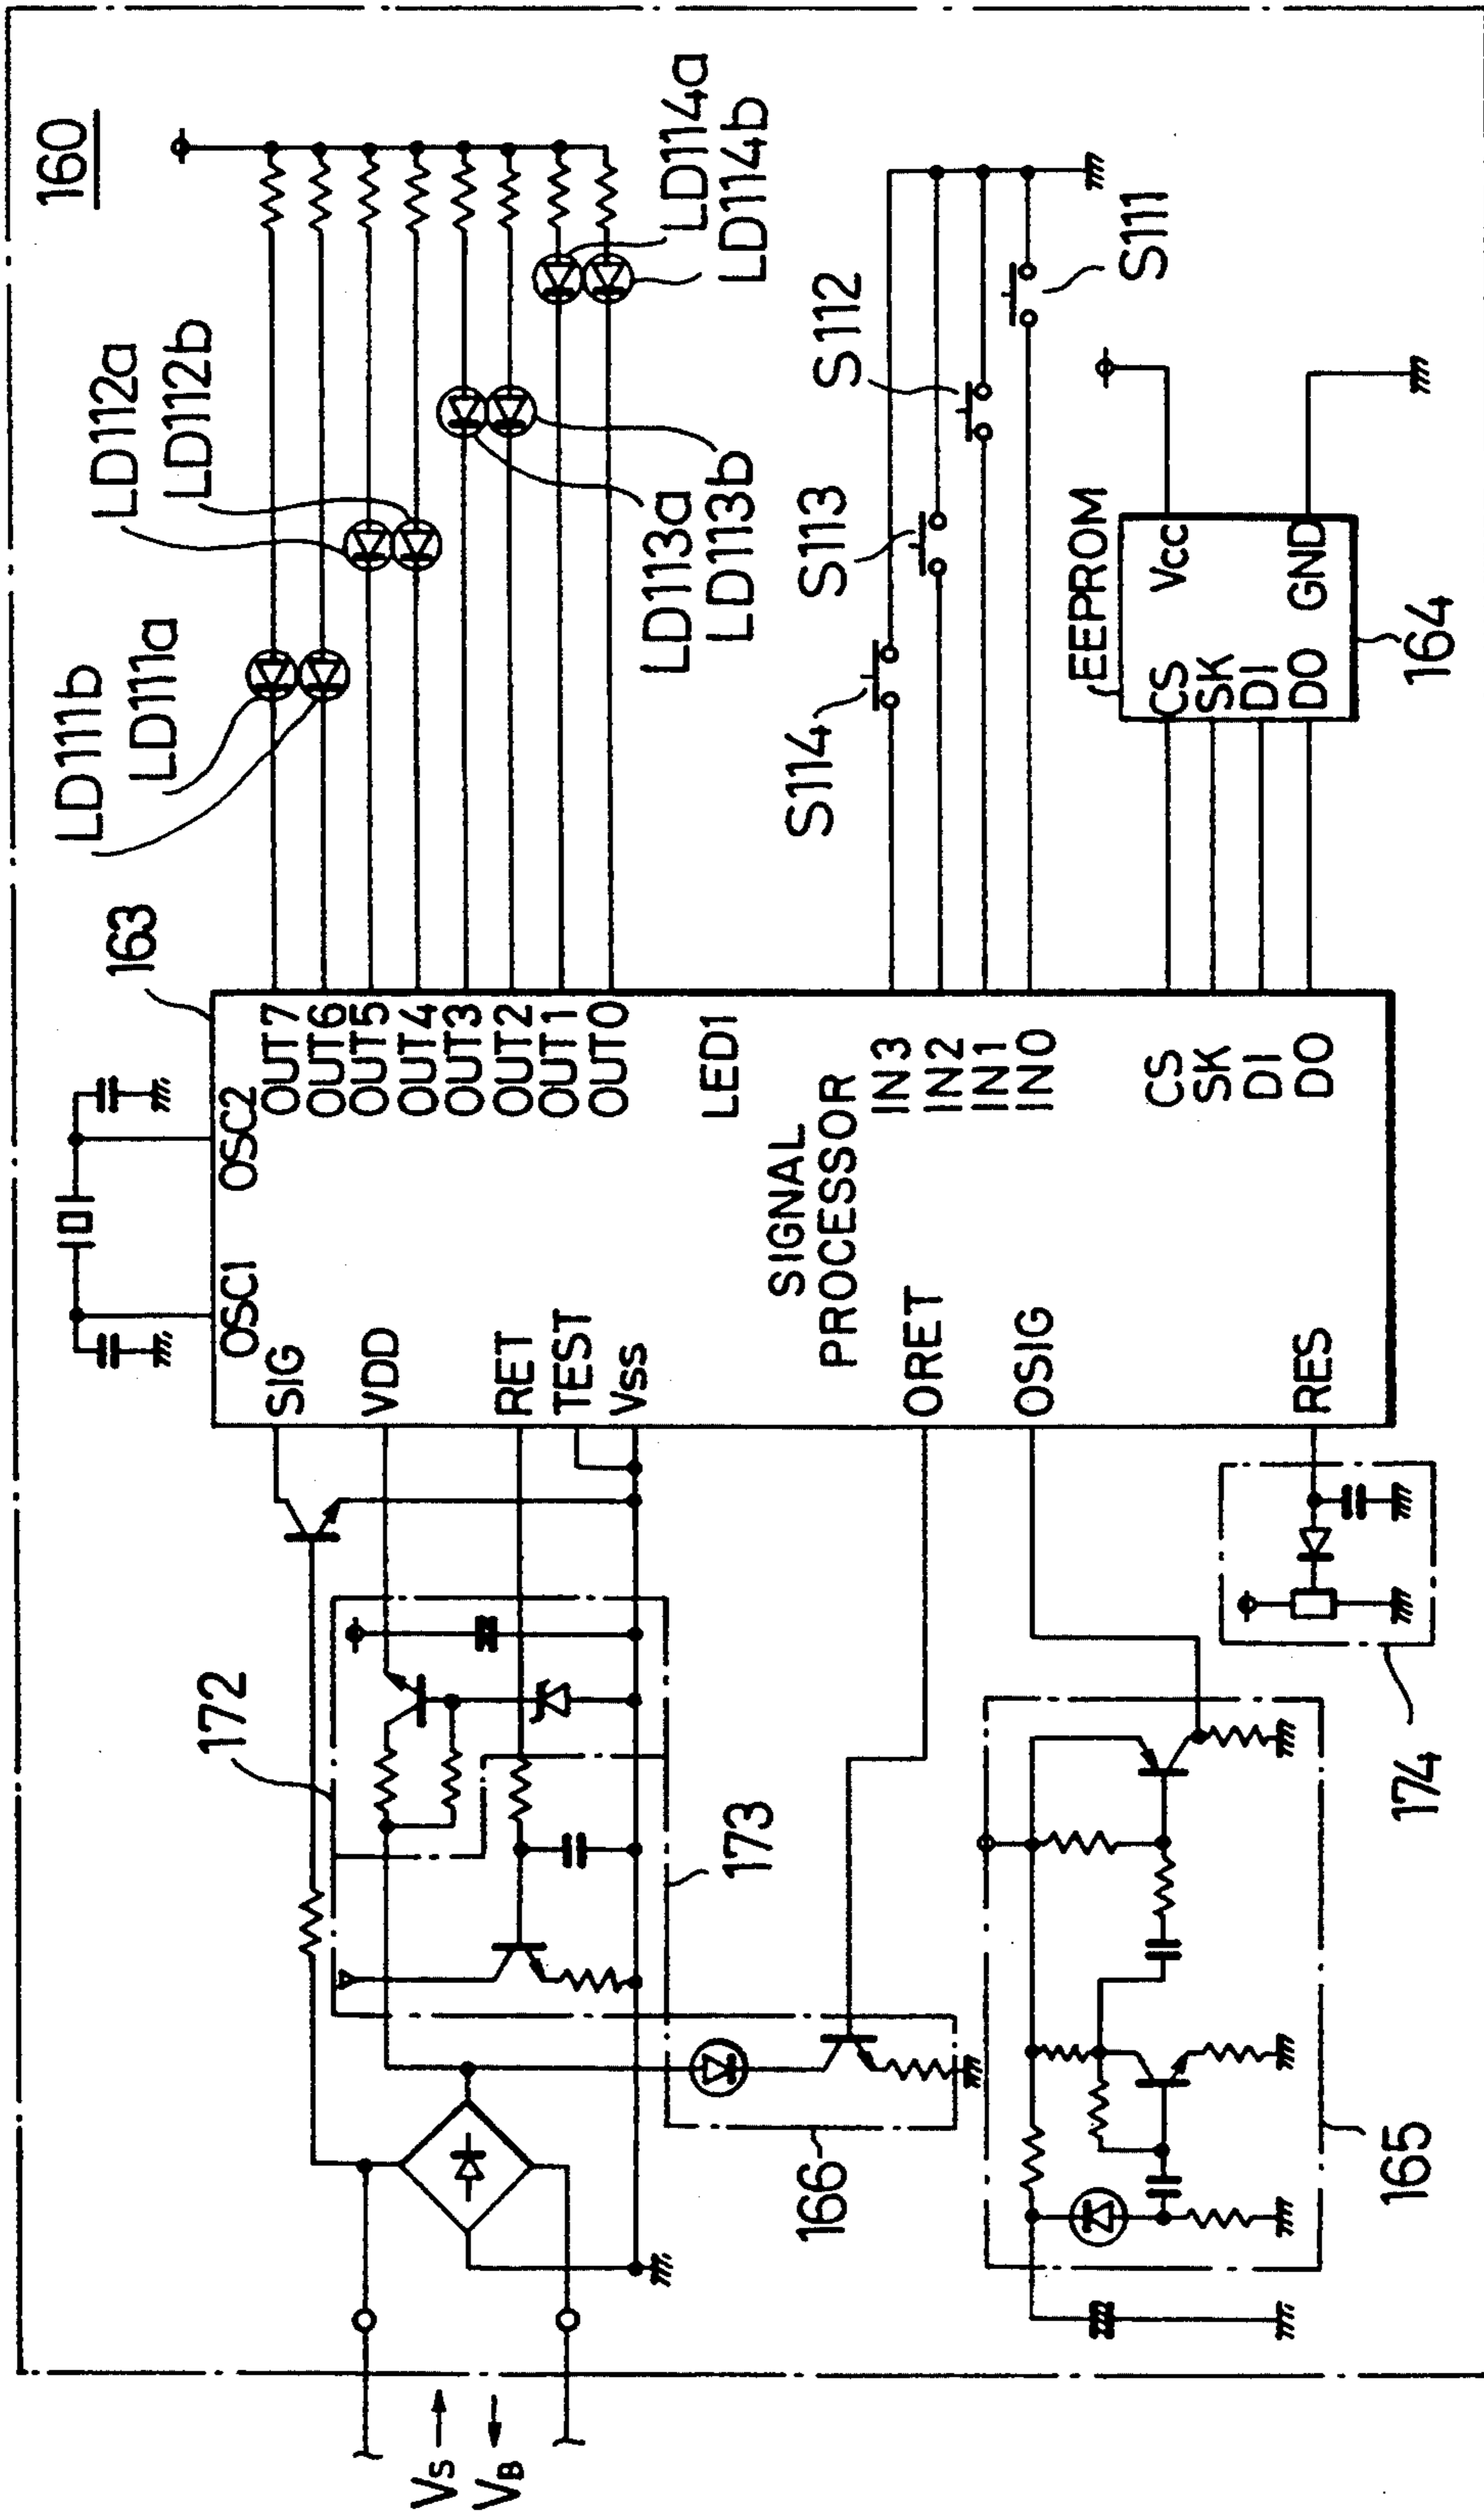 160
LD111b
LD111a
LD112a
LD112b
LD113a
LD113b
LD114a
LD114b
163
OSC1
OSC2
SIG
VDD
RET
TEST
Vss
ORET
OSIG
RES
SIGNAL
PROCESSOR
OUT7
OUT6
OUT5
OUT4
OUT3
OUT2
OUT1
OUT0
LED1
IN3
IN2
IN1
IN0
CS
SK
DI
DO
S114
S113
S112
S111
EEPROM
CS
SK
DI
DO
Vcc
GND
164
172
173
166
165
174
VS
VB